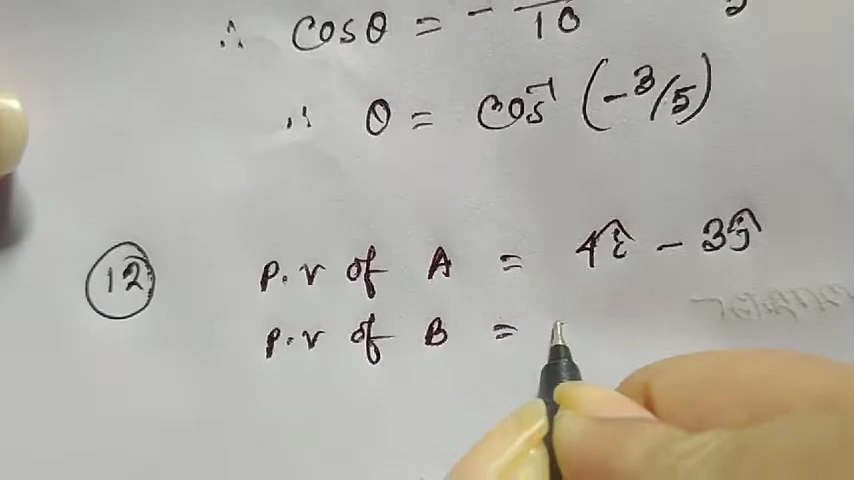 ∴ cosθ = - 10
∴ θ = cos⁻¹ (-3/5)
12 P.v of A = 4î - 3ĵ
P.v of B =